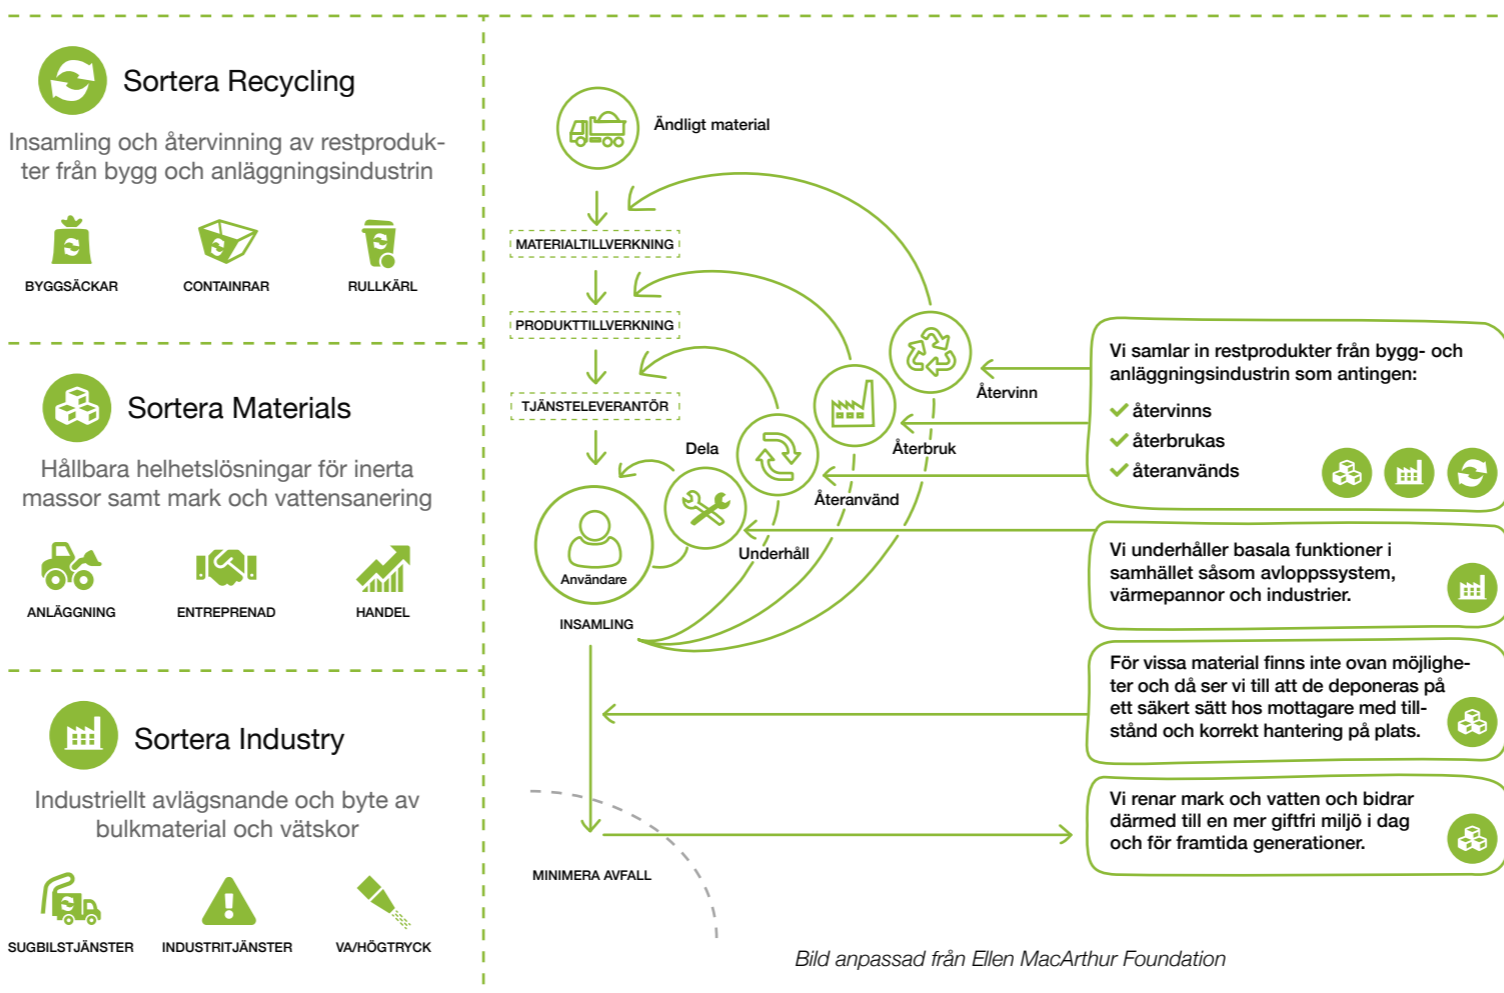 Sortera Recycling
Insamling och återvinning av restproduk-
ter från bygg och anläggningsindustrin
BYGGSÄCKAR
CONTAINRAR
RULLKÄRL
Sortera Materials
Hållbara helhetslösningar för inerta
massor samt mark och vattensanering
ANLÄGGNING
ENTREPRENAD
HANDEL
Sortera Industry
Industriellt avlägsnande och byte av
bulkmaterial och vätskor
SUGBILSTJÄNSTER
INDUSTRITJÄNSTER
VA/HÖGTRYCK
Ändligt material
MATERIALTILLVERKNING
PRODUKTTILLVERKNING
TJÄNSTELEVERANTÖR
Återvinn
Återbruk
Dela
Återanvänd
Underhåll
Användare
INSAMLING
MINIMERA AVFALL
Vi samlar in restprodukter från bygg- och
anläggningsindustrin som antingen:
återvinns
återbrukas
återanvänds
Vi underhåller basala funktioner i
samhället såsom avloppssystem,
värmepannor och industrier.
För vissa material finns inte ovan möjlighe-
ter och då ser vi till att de deponeras på
ett säkert sätt hos mottagare med till-
stånd och korrekt hantering på plats.
Vi renar mark och vatten och bidrar
därmed till en mer giftfri miljö i dag
och för framtida generationer.
Bild anpassad från Ellen MacArthur Foundation